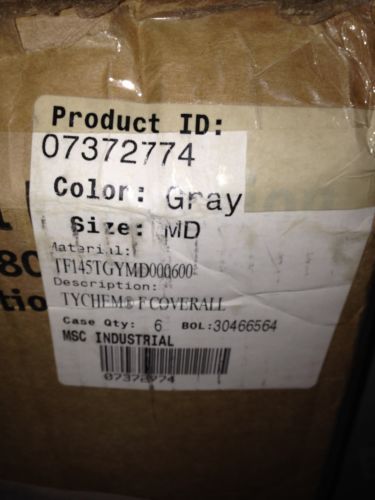 Product ID:
07372774
Color: Gray
Size: MD
Material:
TF145TGYMD000600
Description:
TYCHEM® F COVERALL
Case Qty: 6 BOL:30466564
MSC INDUSTRIAL
07372774